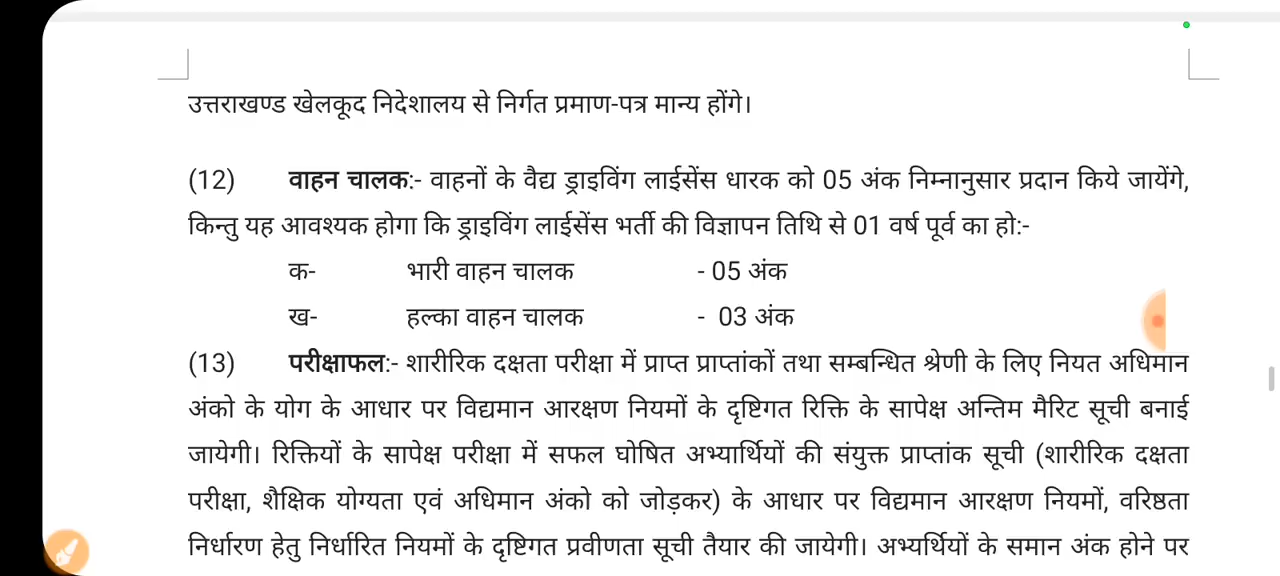 उत्तराखण्ड खेलकूद निदेशालय से निर्गत प्रमाण-पत्र मान्य होंगे।
(12) वाहन चालक:- वाहनों के वैद्य ड्राइविंग लाईसेंस धारक को 05 अंक निम्नानुसार प्रदान किये जायेंगे,
किन्तु यह आवश्यक होगा कि ड्राइविंग लाईसेंस भर्ती की विज्ञापन तिथि से 01 वर्ष पूर्व का हो:-
क- भारी वाहन चालक - 05 अंक
ख- हल्का वाहन चालक - 03 अंक
(13) परीक्षाफल:- शारीरिक दक्षता परीक्षा में प्राप्त प्राप्तांकों तथा सम्बन्धित श्रेणी के लिए नियत अधिमान
अंको के योग के आधार पर विद्यमान आरक्षण नियमों के दृष्टिगत रिक्ति के सापेक्ष अन्तिम मैरिट सूची बनाई
जायेगी। रिक्तियों के सापेक्ष परीक्षा में सफल घोषित अभ्यार्थियों की संयुक्त प्राप्तांक सूची (शारीरिक दक्षता
परीक्षा, शैक्षिक योग्यता एवं अधिमान अंको को जोड़कर) के आधार पर विद्यमान आरक्षण नियमों, वरिष्ठता
निर्धारण हेतु निर्धारित नियमों के दृष्टिगत प्रवीणता सूची तैयार की जायेगी। अभ्यर्थियों के समान अंक होने पर